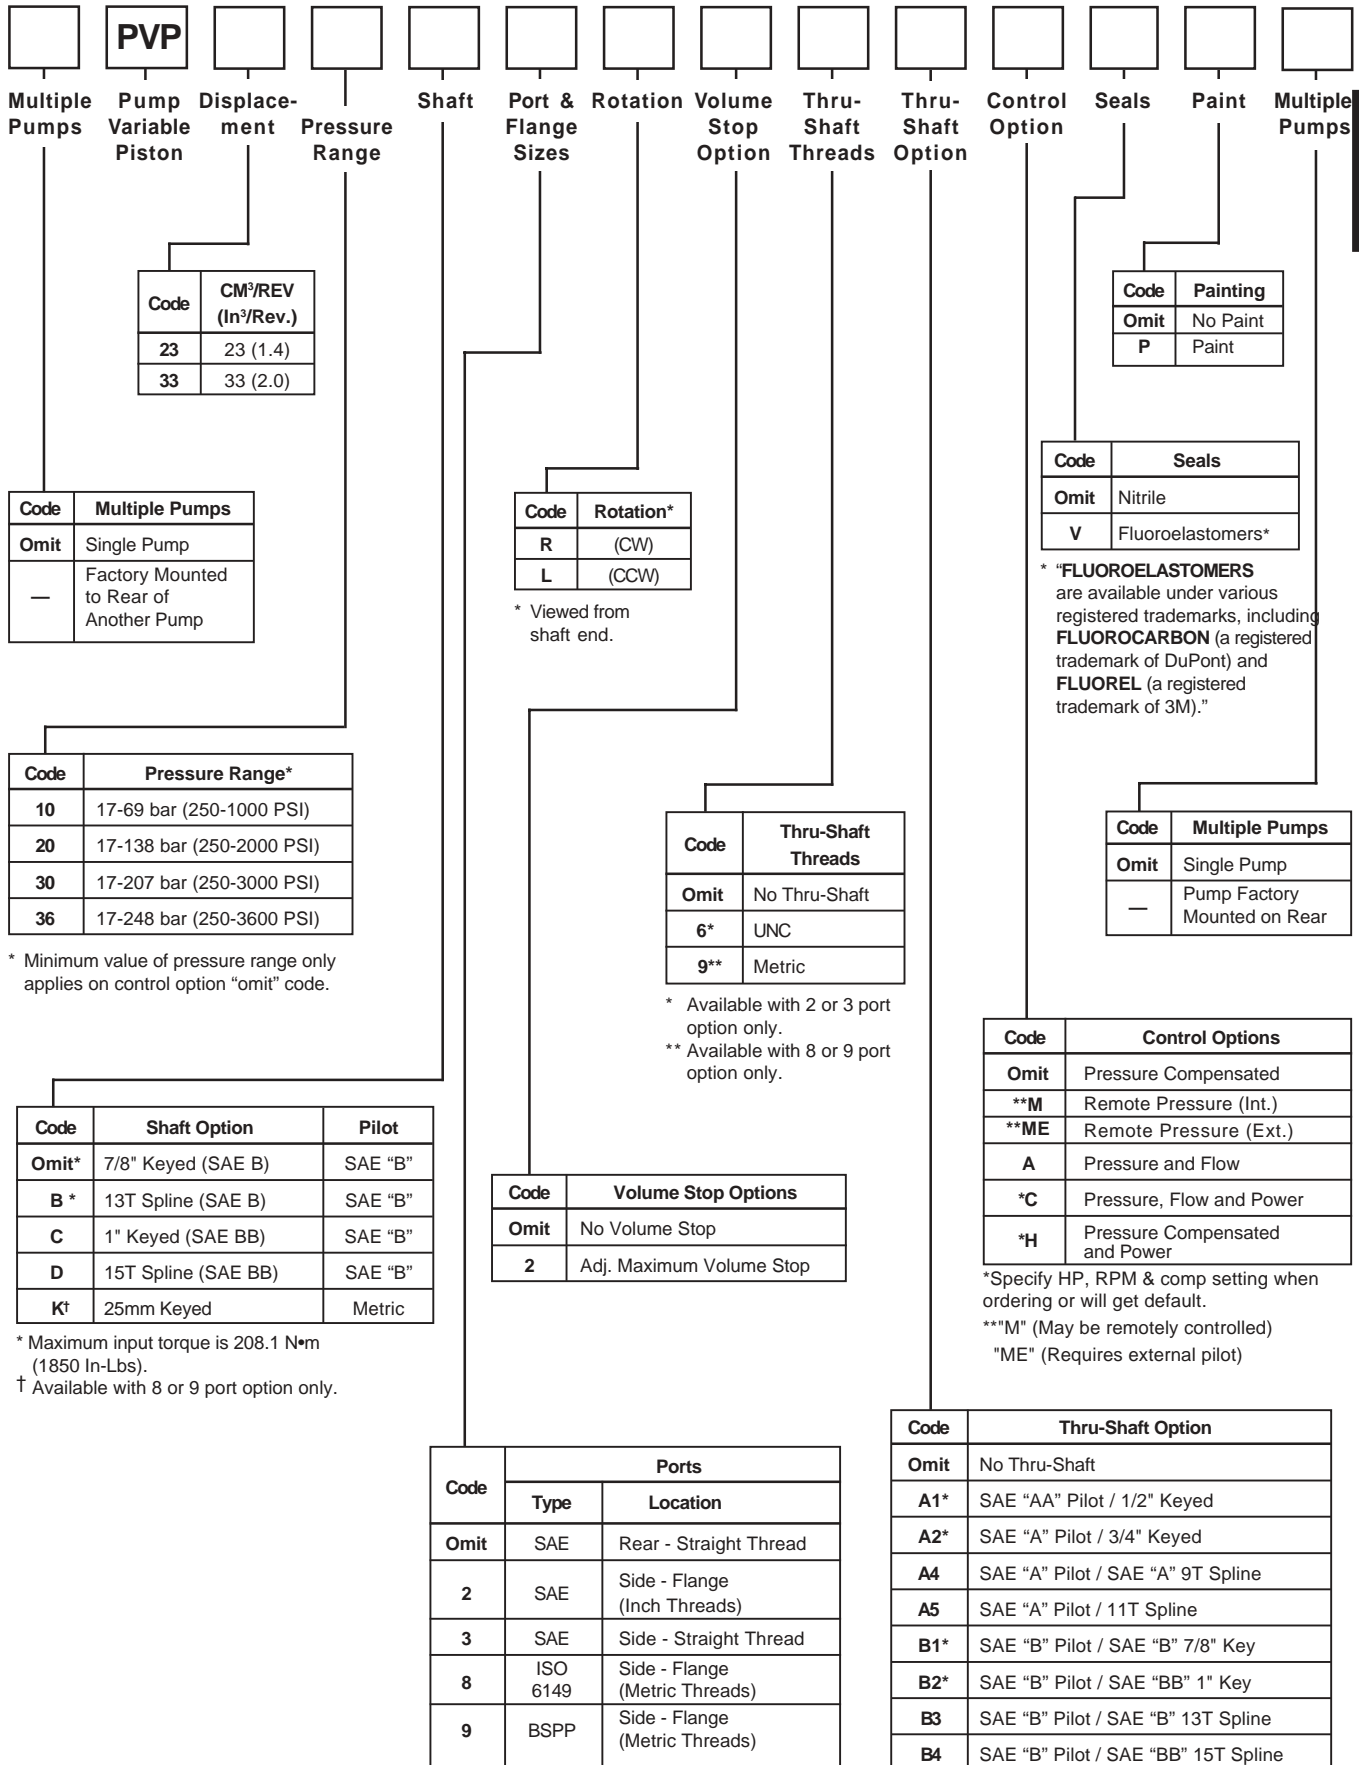 PVP
Multiple Pumps
Pump Variable Piston
Displace-ment
Pressure Range
Shaft
Port & Flange Sizes
Rotation
Volume Stop Option
Thru-Shaft Threads
Thru-Shaft Option
Control Option
Seals
Paint
Multiple Pumps
Code CM³/REV (In³/Rev.)
23 23 (1.4)
33 33 (2.0)
Code Painting
Omit No Paint
P Paint
Code Multiple Pumps
Omit Single Pump
— Factory Mounted
to Rear of
Another Pump
Code Rotation*
R (CW)
L (CCW)
* Viewed from
shaft end.
Code Seals
Omit Nitrile
V Fluoroelastomers*
* “FLUOROELASTOMERS
are available under various
registered trademarks, including
FLUOROCARBON (a registered
trademark of DuPont) and
FLUOREL (a registered
trademark of 3M).”
Code Pressure Range*
10 17-69 bar (250-1000 PSI)
20 17-138 bar (250-2000 PSI)
30 17-207 bar (250-3000 PSI)
36 17-248 bar (250-3600 PSI)
* Minimum value of pressure range only
applies on control option “omit” code.
Code Thru-Shaft Threads
Omit No Thru-Shaft
6* UNC
9** Metric
* Available with 2 or 3 port
option only.
** Available with 8 or 9 port
option only.
Code Multiple Pumps
Omit Single Pump
— Pump Factory
Mounted on Rear
Code Control Options
Omit Pressure Compensated
**M Remote Pressure (Int.)
**ME Remote Pressure (Ext.)
A Pressure and Flow
*C Pressure, Flow and Power
*H Pressure Compensated
and Power
*Specify HP, RPM & comp setting when
ordering or will get default.
**"M" (May be remotely controlled)
"ME" (Requires external pilot)
Code Shaft Option Pilot
Omit* 7/8" Keyed (SAE B) SAE “B”
B * 13T Spline (SAE B) SAE “B”
C 1" Keyed (SAE BB) SAE “B”
D 15T Spline (SAE BB) SAE “B”
K† 25mm Keyed Metric
* Maximum input torque is 208.1 N•m
(1850 In-Lbs).
† Available with 8 or 9 port option only.
Code Volume Stop Options
Omit No Volume Stop
2 Adj. Maximum Volume Stop
Code Ports
Type Location
Omit SAE Rear - Straight Thread
2 SAE Side - Flange
(Inch Threads)
3 SAE Side - Straight Thread
8 ISO 6149 Side - Flange
(Metric Threads)
9 BSPP Side - Flange
(Metric Threads)
Code Thru-Shaft Option
Omit No Thru-Shaft
A1* SAE “AA” Pilot / 1/2" Keyed
A2* SAE “A” Pilot / 3/4" Keyed
A4 SAE “A” Pilot / SAE “A” 9T Spline
A5 SAE “A” Pilot / 11T Spline
B1* SAE “B” Pilot / SAE “B” 7/8" Key
B2* SAE “B” Pilot / SAE “BB” 1" Key
B3 SAE “B” Pilot / SAE “B” 13T Spline
B4 SAE “B” Pilot / SAE “BB” 15T Spline